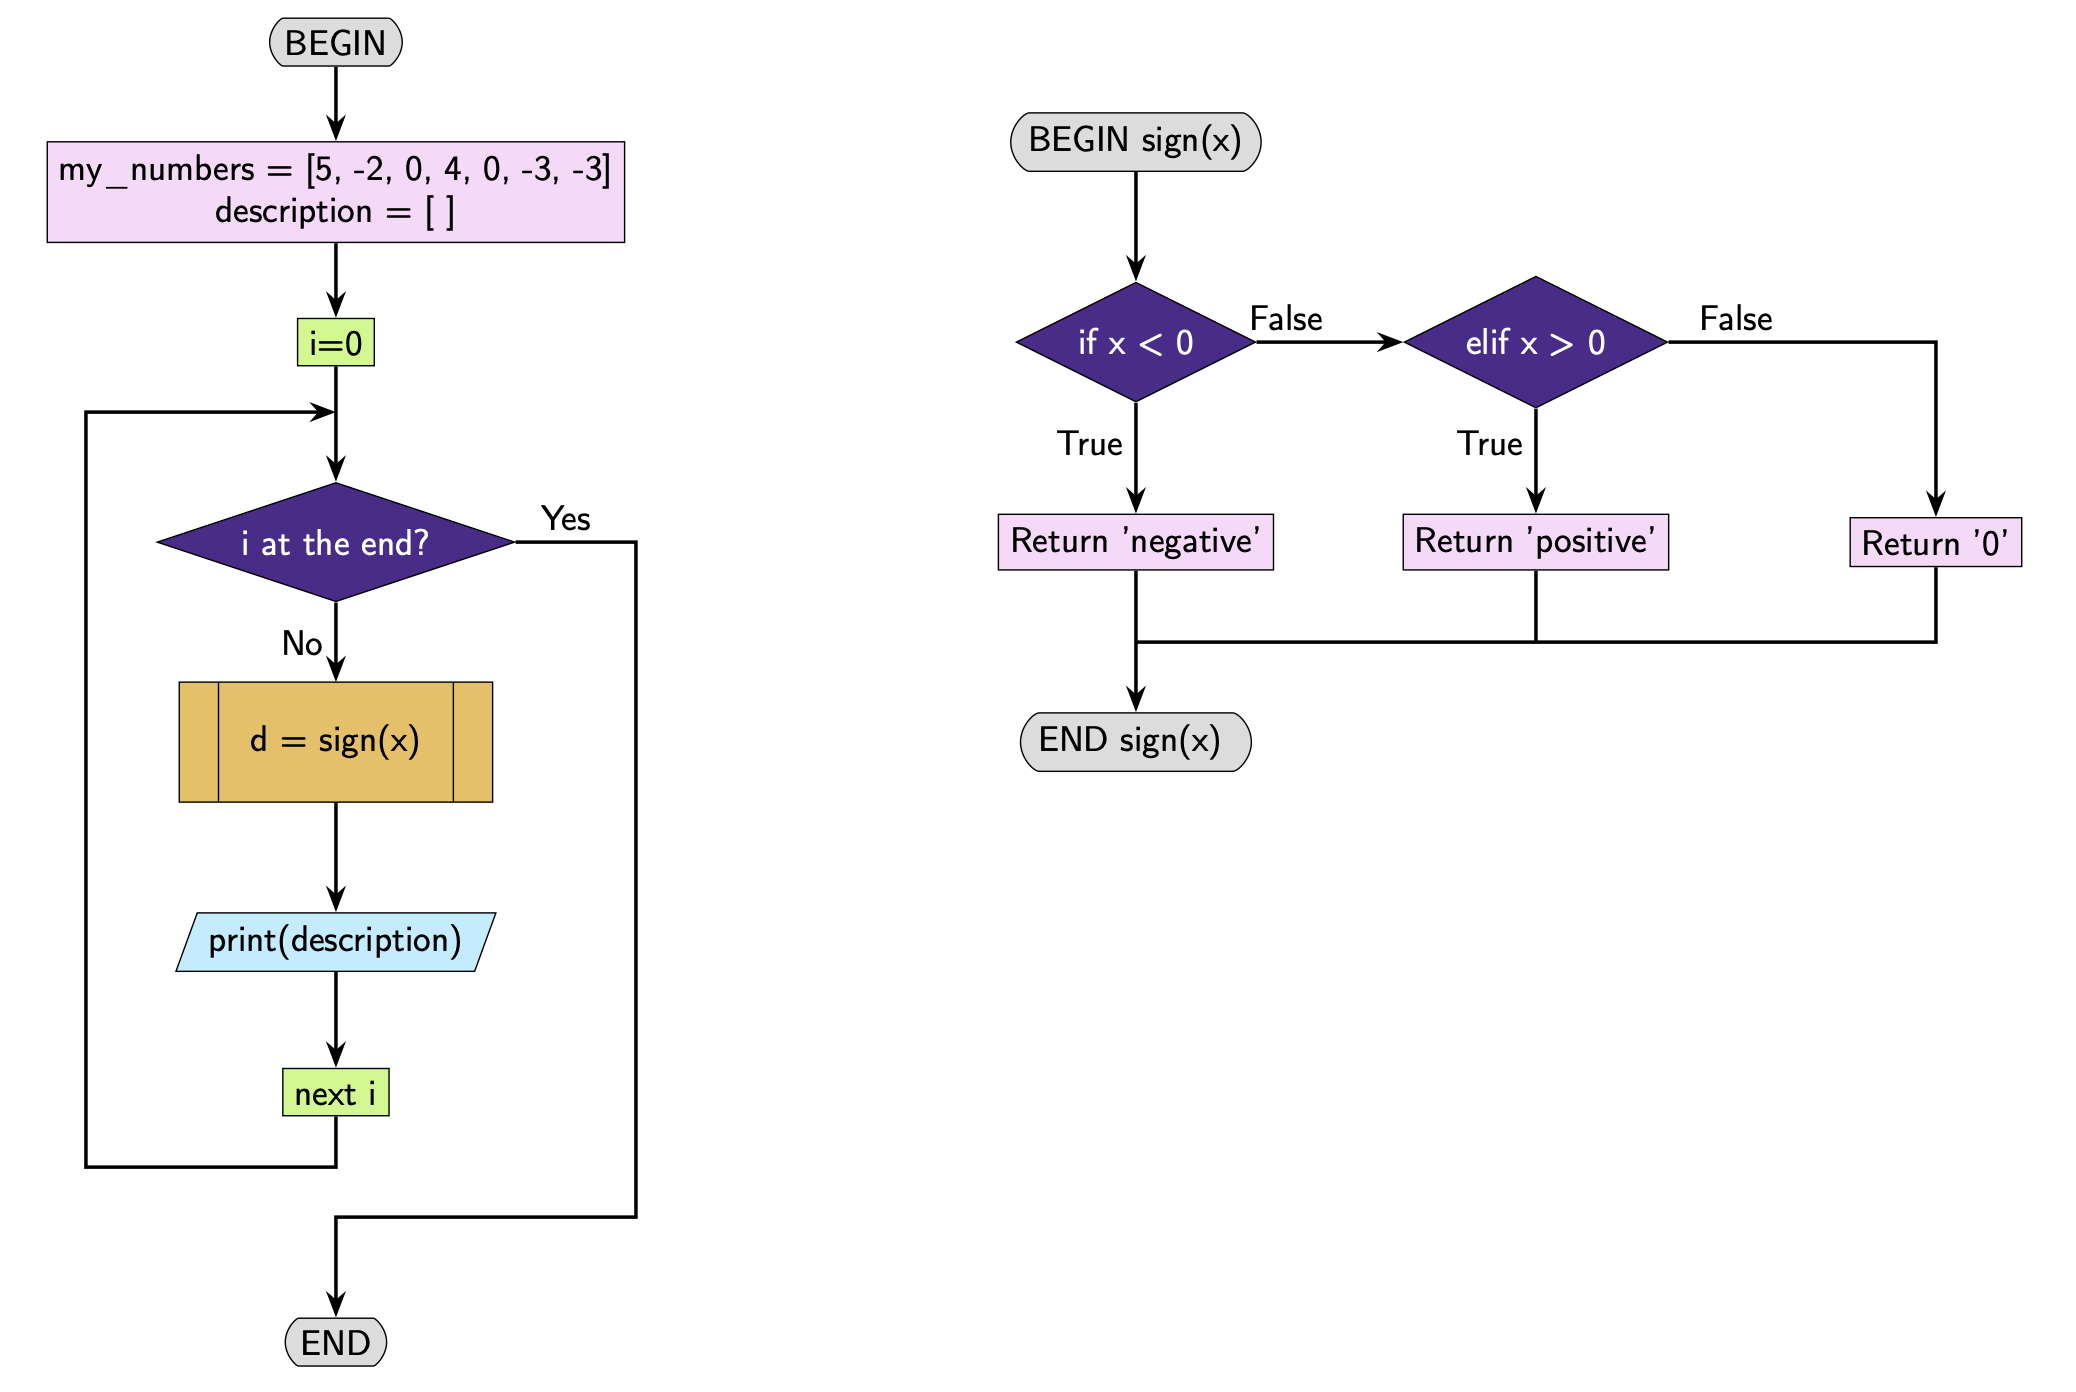 BEGIN
my_numbers = [5, -2, 0, 4, 0, -3, -3]
description = [ ]
i=0
i at the end?
Yes
No
d = sign(x)
print(description)
next i
END
BEGIN sign(x)
if x < 0
False
elif x > 0
False
True
True
Return 'negative'
Return 'positive'
Return '0'
END sign(x)